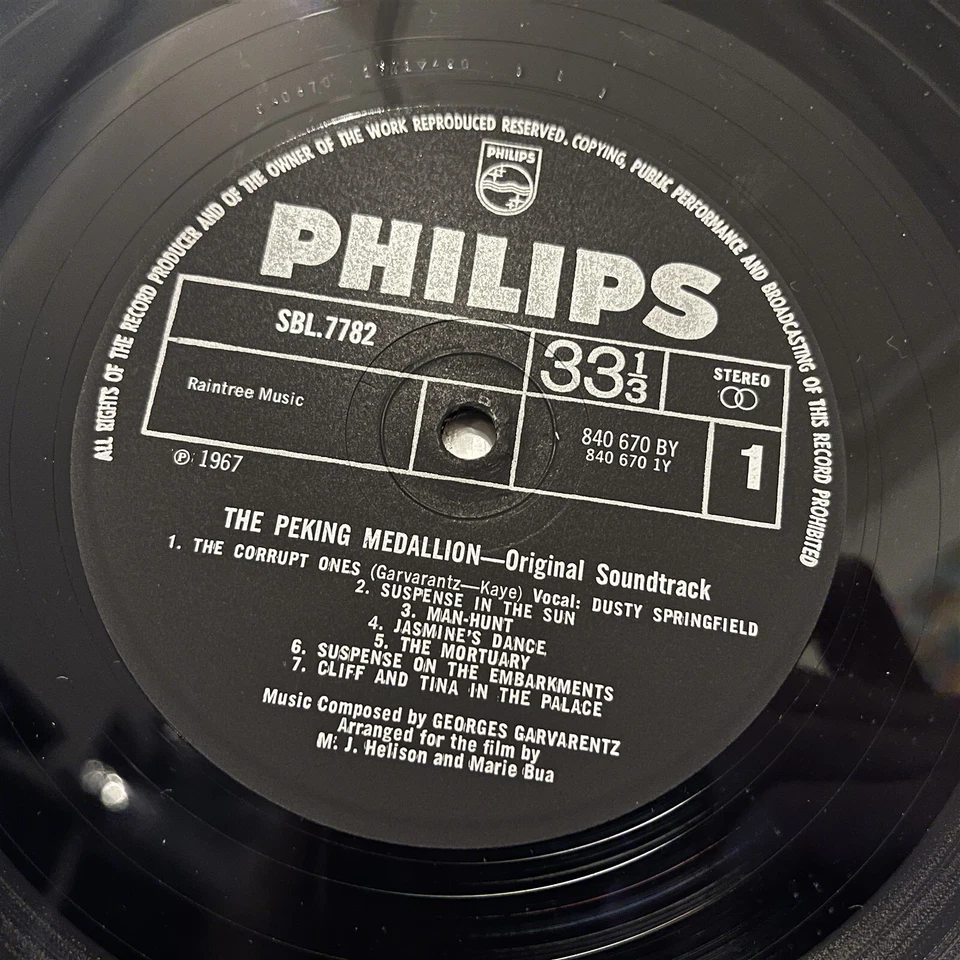 ALL RIGHTS OF THE RECORD PRODUCER AND OF THE OWNER OF THE WORK REPRODUCED RESERVED. COPYING, PUBLIC PERFORMANCE AND BROADCASTING OF THIS RECORD PROHIBITED
PHILIPS
PHILIPS
SBL.7782
33⅓
STEREO
Raintree Music
840 670 BY
840 670 1Y
1
℗ 1967
THE PEKING MEDALLION—Original Soundtrack
1. THE CORRUPT ONES (Garvarantz—Kaye) Vocal: DUSTY SPRINGFIELD
2. SUSPENSE IN THE SUN
3. MAN-HUNT
4. JASMINE'S DANCE
5. THE MORTUARY
6. SUSPENSE ON THE EMBARKMENTS
7. CLIFF AND TINA IN THE PALACE
Music Composed by GEORGES GARVARENTZ
Arranged for the film by
M. J. Helison and Marie Bua